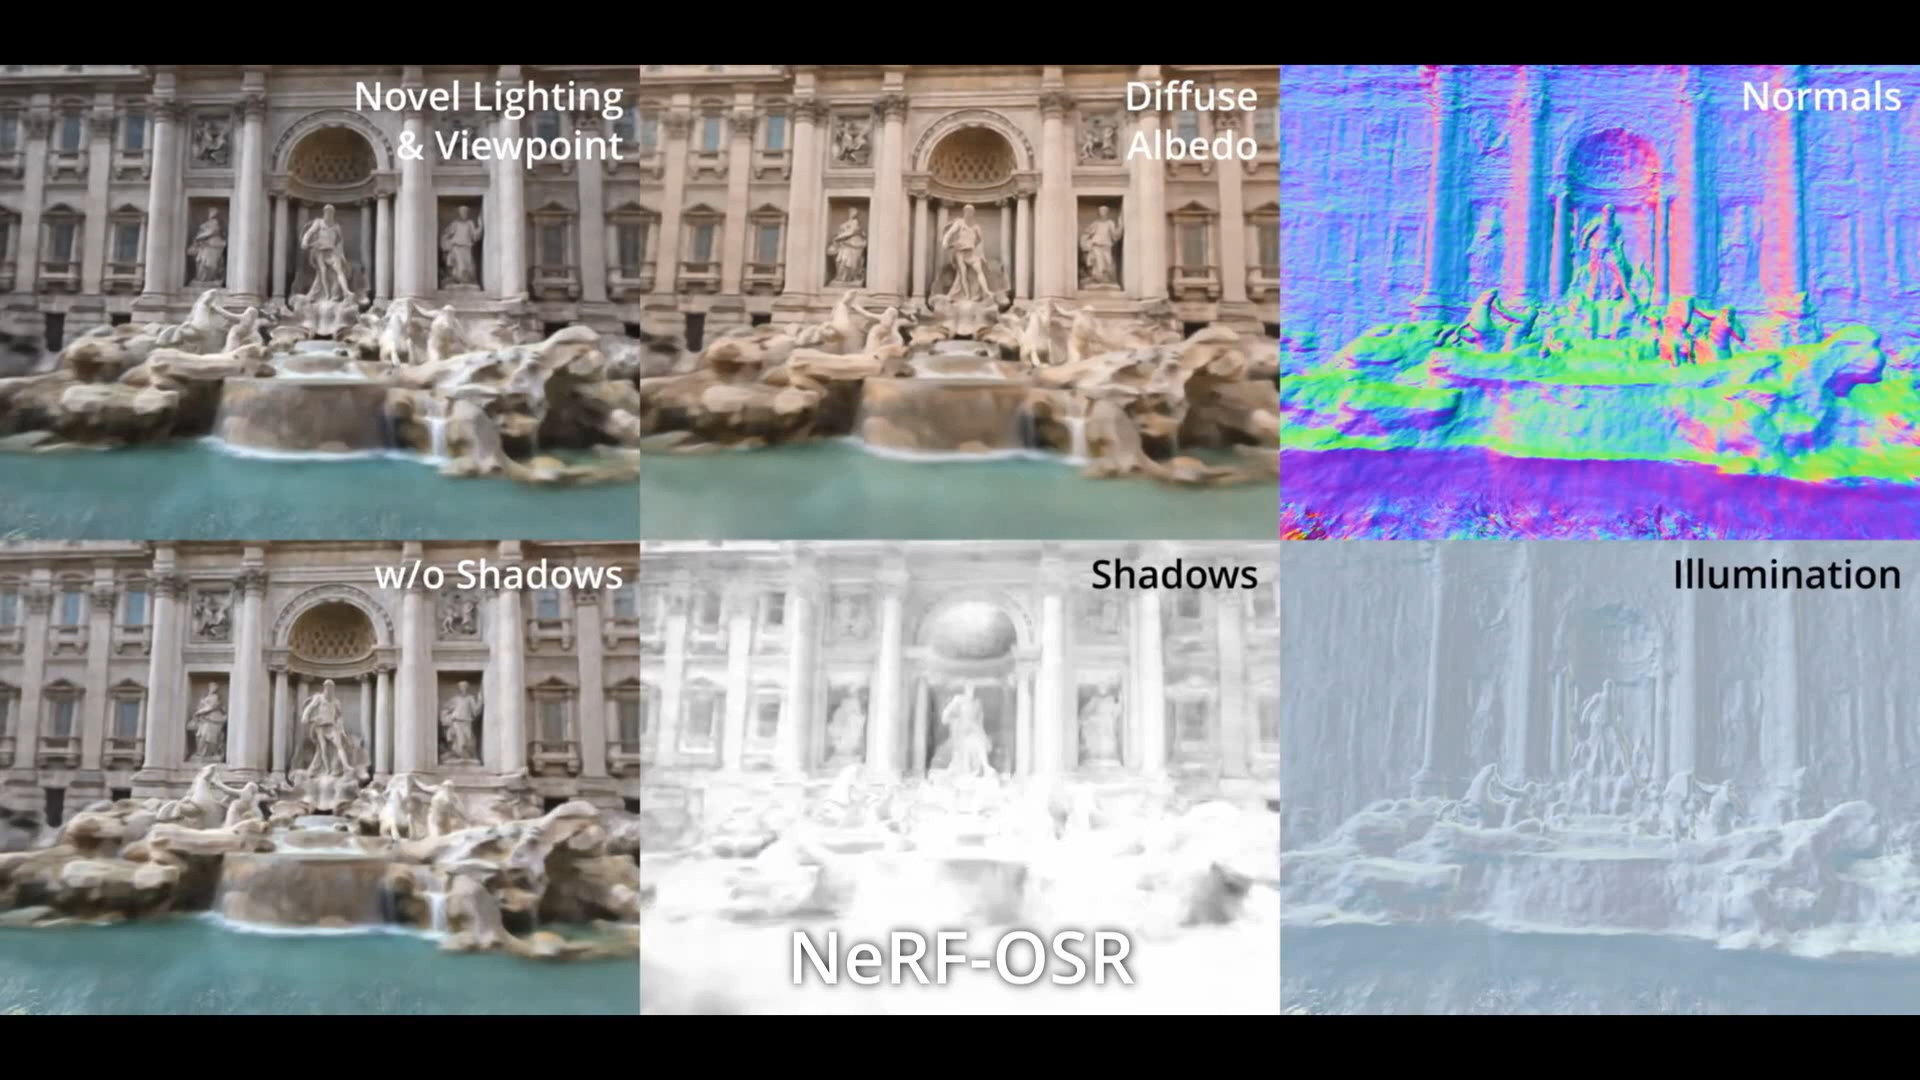 Novel Lighting
& Viewpoint
Diffuse
Albedo
Normals
w/o Shadows
Shadows
Illumination
NeRF-OSR